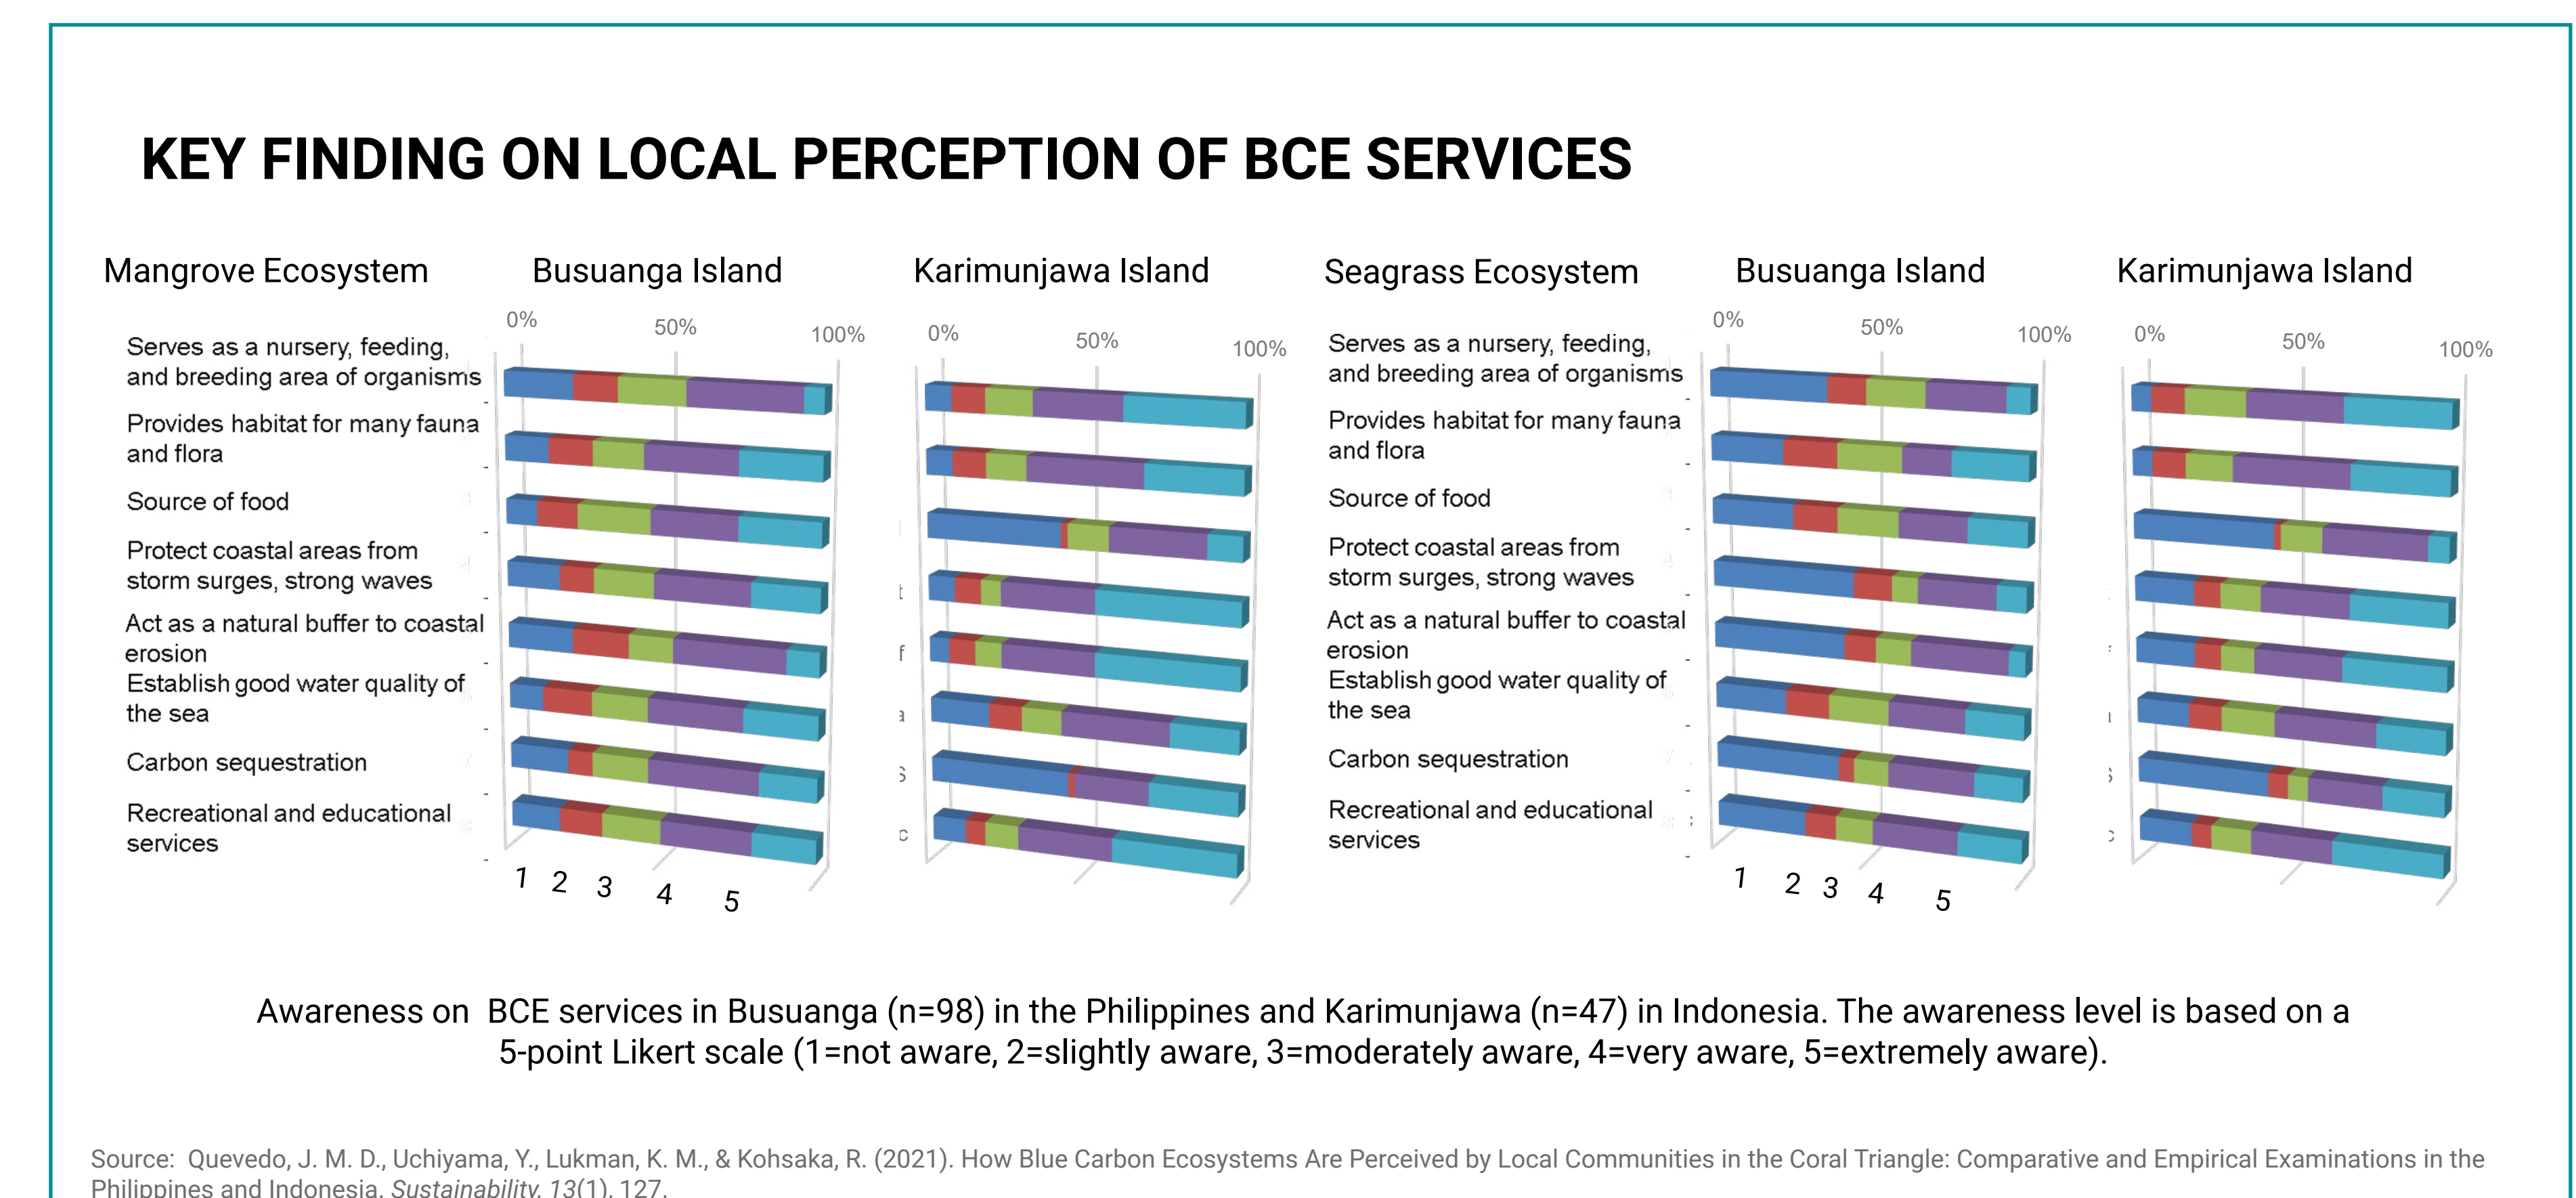 KEY FINDING ON LOCAL PERCEPTION OF BCE SERVICES
Mangrove Ecosystem
Busuanga Island
Karimunjawa Island
Seagrass Ecosystem
Busuanga Island
Karimunjawa Island
0% 50% 100%
0% 50% 100%
0% 50% 100%
0% 50% 100%
Serves as a nursery, feeding,
and breeding area of organisms
Provides habitat for many fauna
and flora
Source of food
Protect coastal areas from
storm surges, strong waves
Act as a natural buffer to coastal
erosion
Establish good water quality of
the sea
Carbon sequestration
Recreational and educational
services
1 2 3 4 5
Serves as a nursery, feeding,
and breeding area of organisms
Provides habitat for many fauna
and flora
Source of food
Protect coastal areas from
storm surges, strong waves
Act as a natural buffer to coastal
erosion
Establish good water quality of
the sea
Carbon sequestration
Recreational and educational
services
1 2 3 4 5
Awareness on BCE services in Busuanga (n=98) in the Philippines and Karimunjawa (n=47) in Indonesia. The awareness level is based on a
5-point Likert scale (1=not aware, 2=slightly aware, 3=moderately aware, 4=very aware, 5=extremely aware).
Source: Quevedo, J. M. D., Uchiyama, Y., Lukman, K. M., & Kohsaka, R. (2021). How Blue Carbon Ecosystems Are Perceived by Local Communities in the Coral Triangle: Comparative and Empirical Examinations in the
Philippines and Indonesia. Sustainability, 13(1), 127.